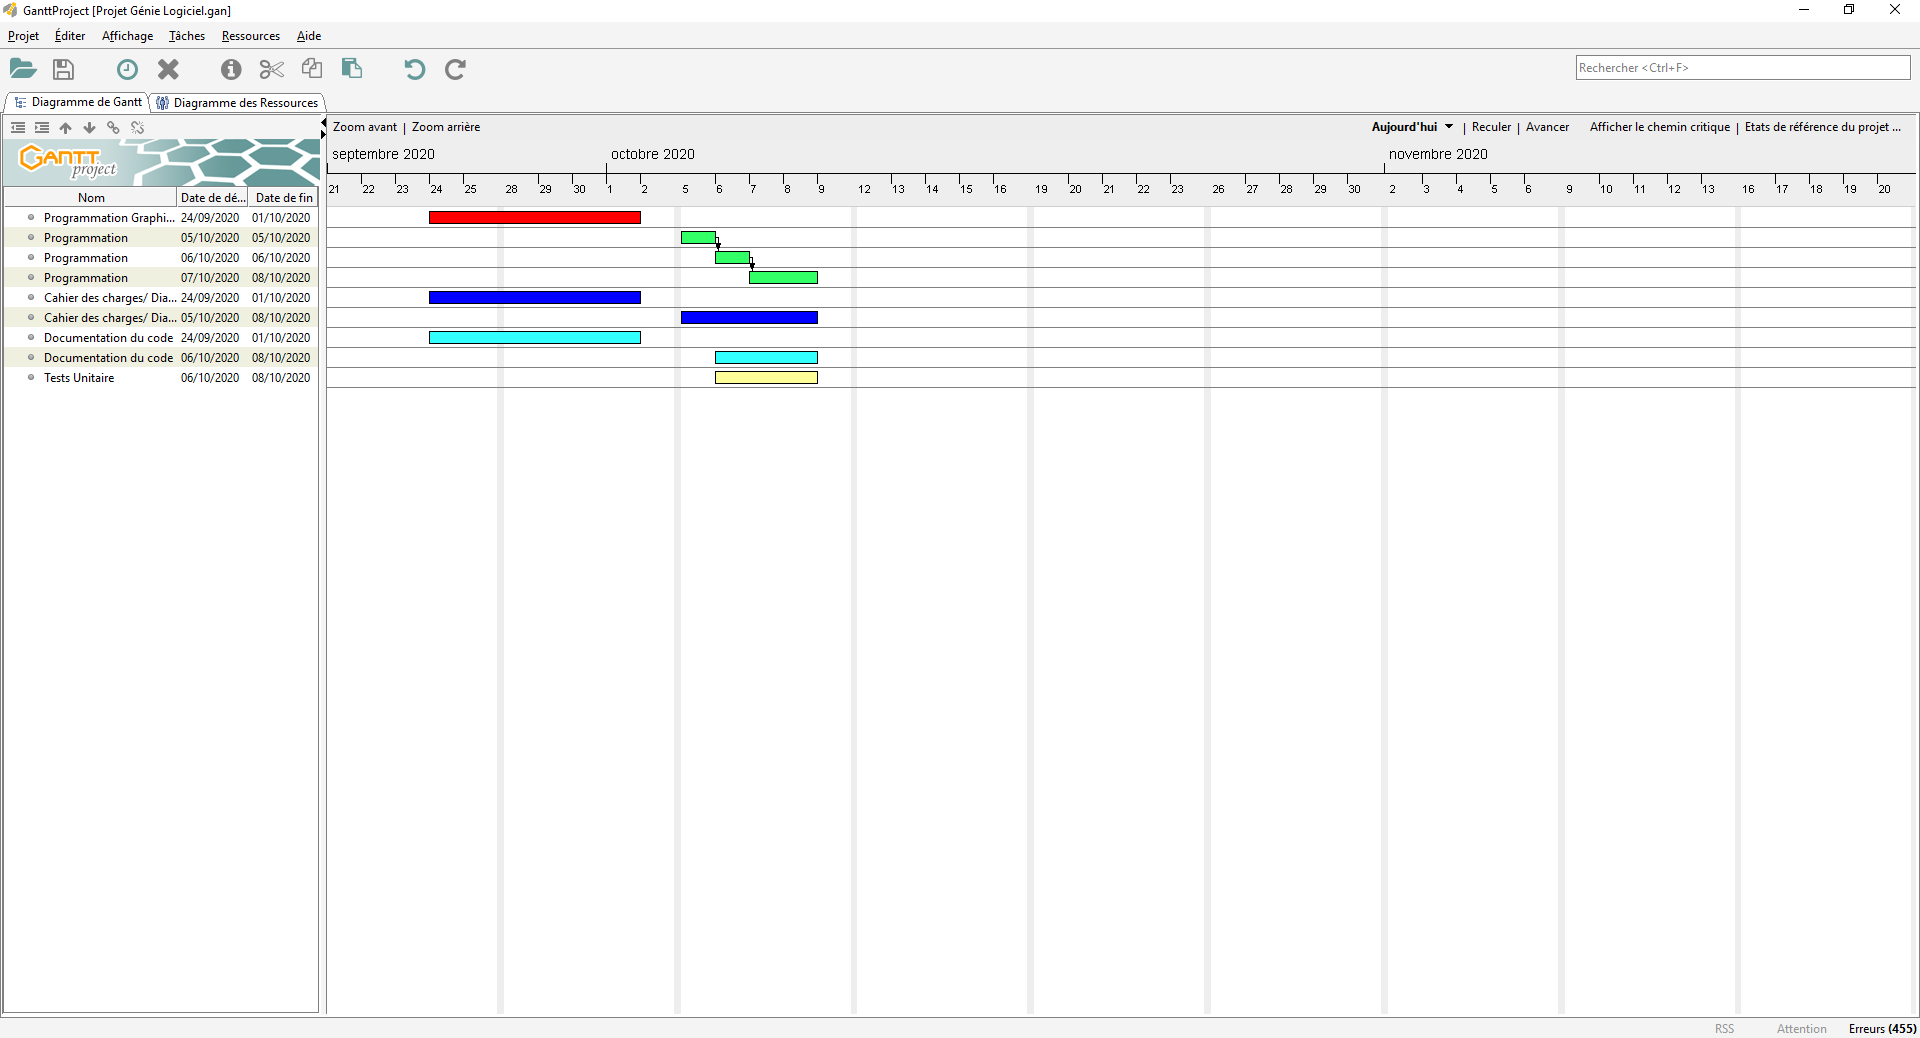 GanttProject [Projet Génie Logiciel.gan]
Projet Éditer Affichage Tâches Ressources Aide
Rechercher <Ctrl+F>
Diagramme de Gantt Diagramme des Ressources
Zoom avant | Zoom arrière Aujourd'hui | Reculer | Avancer Afficher le chemin critique | Etats de référence du projet ...
GANTT project
septembre 2020 octobre 2020 novembre 2020
21 22 23 24 25 28 29 30 1 2 5 6 7 8 9 12 13 14 15 16 19 20 21 22 23 26 27 28 29 30 2 3 4 5 6 9 10 11 12 13 16 17 18 19 20
Nom Date de dé... Date de fin
Programmation Graphi... 24/09/2020 01/10/2020
Programmation 05/10/2020 05/10/2020
Programmation 06/10/2020 06/10/2020
Programmation 07/10/2020 08/10/2020
Cahier des charges/ Dia... 24/09/2020 01/10/2020
Cahier des charges/ Dia... 05/10/2020 08/10/2020
Documentation du code 24/09/2020 01/10/2020
Documentation du code 06/10/2020 08/10/2020
Tests Unitaire 06/10/2020 08/10/2020
RSS Attention Erreurs (455)